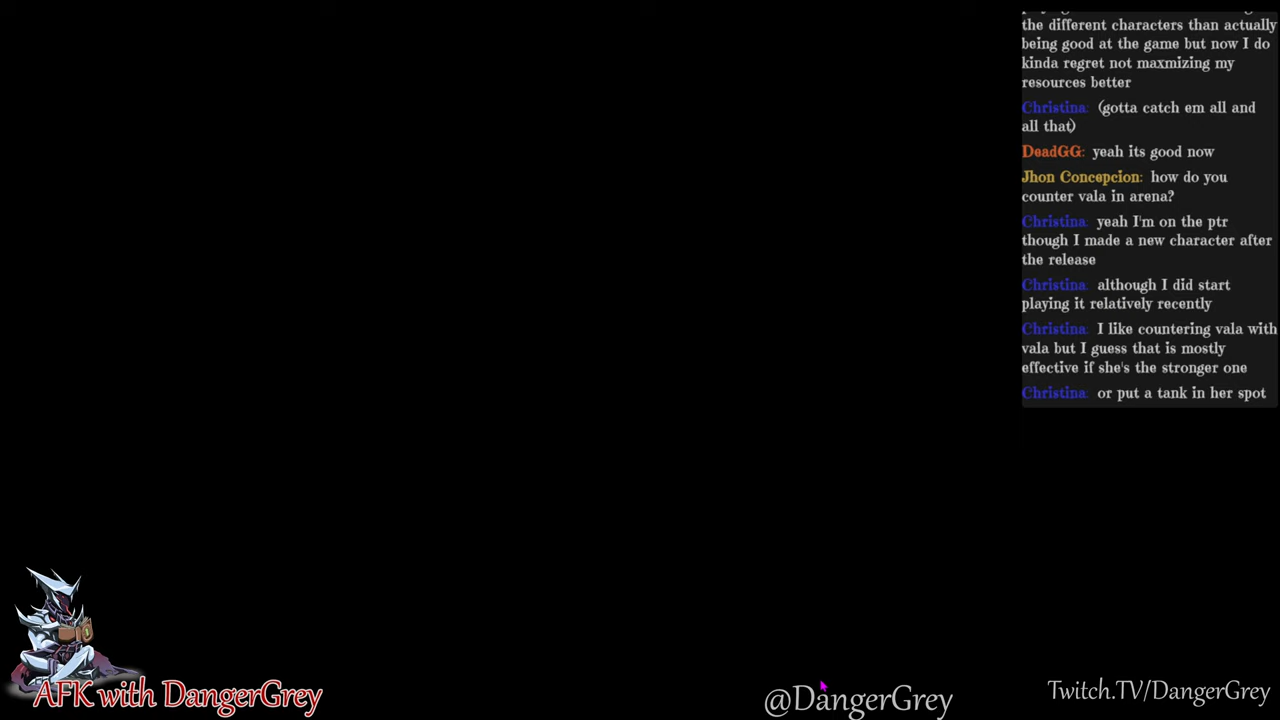 the different characters than actually
being good at the game but now I do
kinda regret not maxmizing my
resources better
Christina: (gotta catch em all and
all that)
DeadGG: yeah its good now
Jhon Concepcion: how do you
counter vala in arena?
Christina: yeah I'm on the ptr
though I made a new character after
the release
Christina: although I did start
playing it relatively recently
Christina: I like countering vala with
vala but I guess that is mostly
effective if she's the stronger one
Christina: or put a tank in her spot
AFK with DangerGrey
@DangerGrey
Twitch.TV/DangerGrey